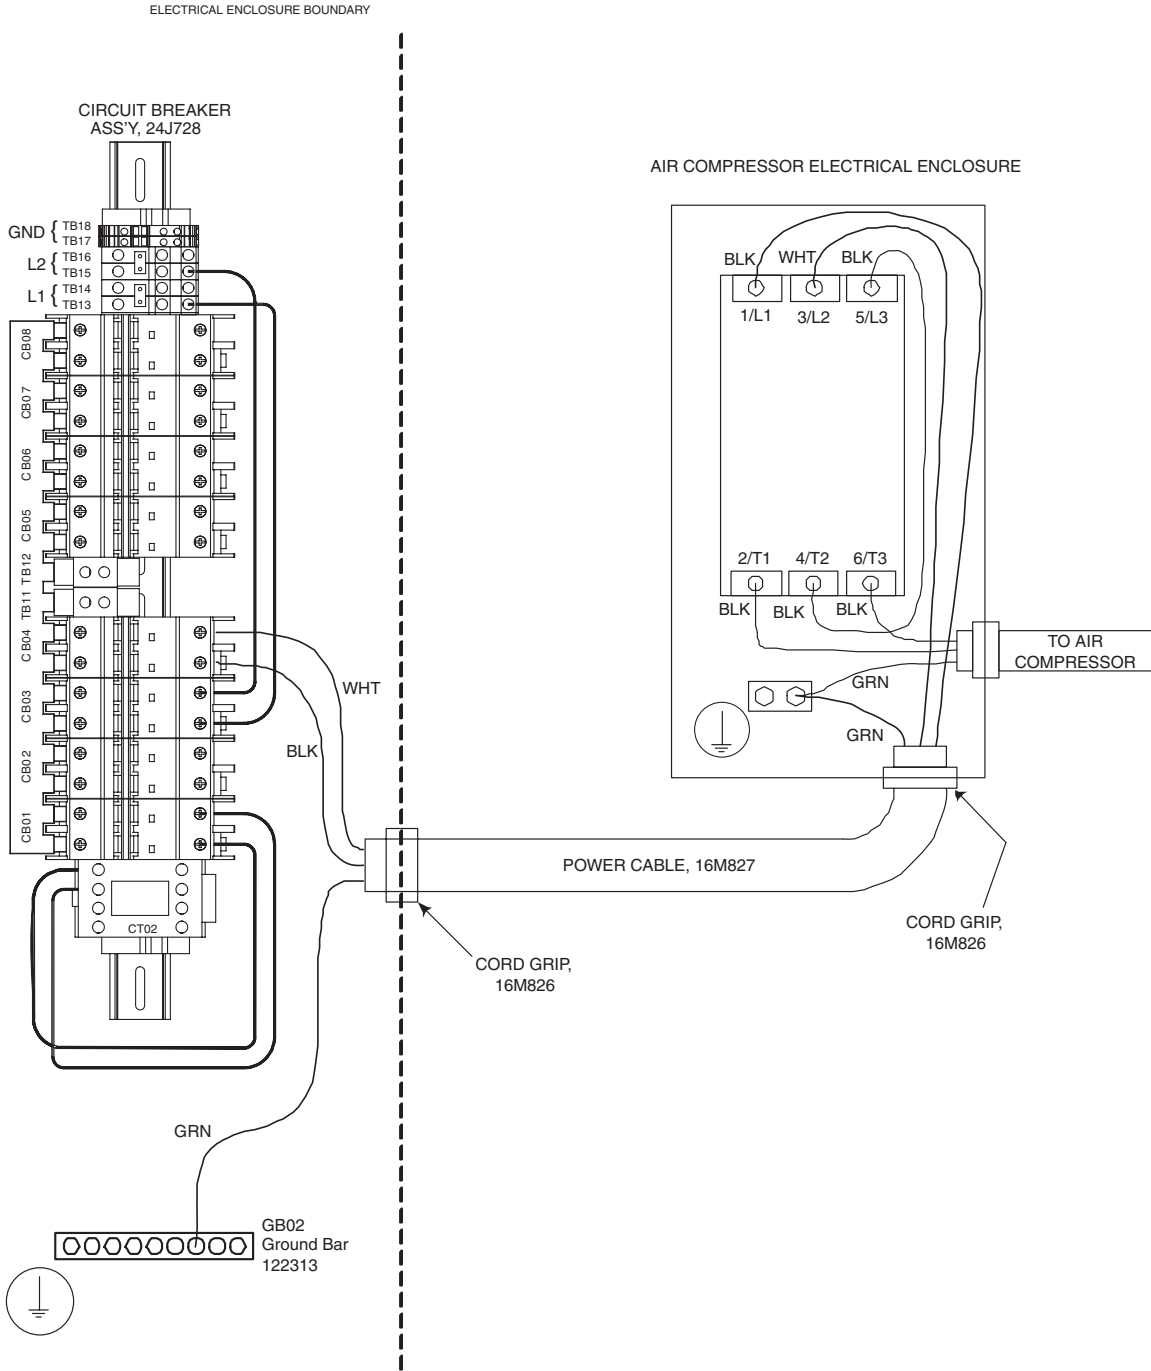 ELECTRICAL ENCLOSURE BOUNDARY
CIRCUIT BREAKER
ASS'Y, 24J728
GND { TB18
TB17
L2 { TB16
TB15
L1 { TB14
TB13
CB08
CB07
CB06
CB05
TB12
TB11
CB04
CB03
CB02
CB01
CT02
WHT
BLK
GRN
GB02
Ground Bar
122313
POWER CABLE, 16M827
CORD GRIP,
16M826
CORD GRIP,
16M826
AIR COMPRESSOR ELECTRICAL ENCLOSURE
BLK WHT BLK
1/L1 3/L2 5/L3
2/T1 4/T2 6/T3
BLK BLK BLK
TO AIR
COMPRESSOR
GRN
GRN